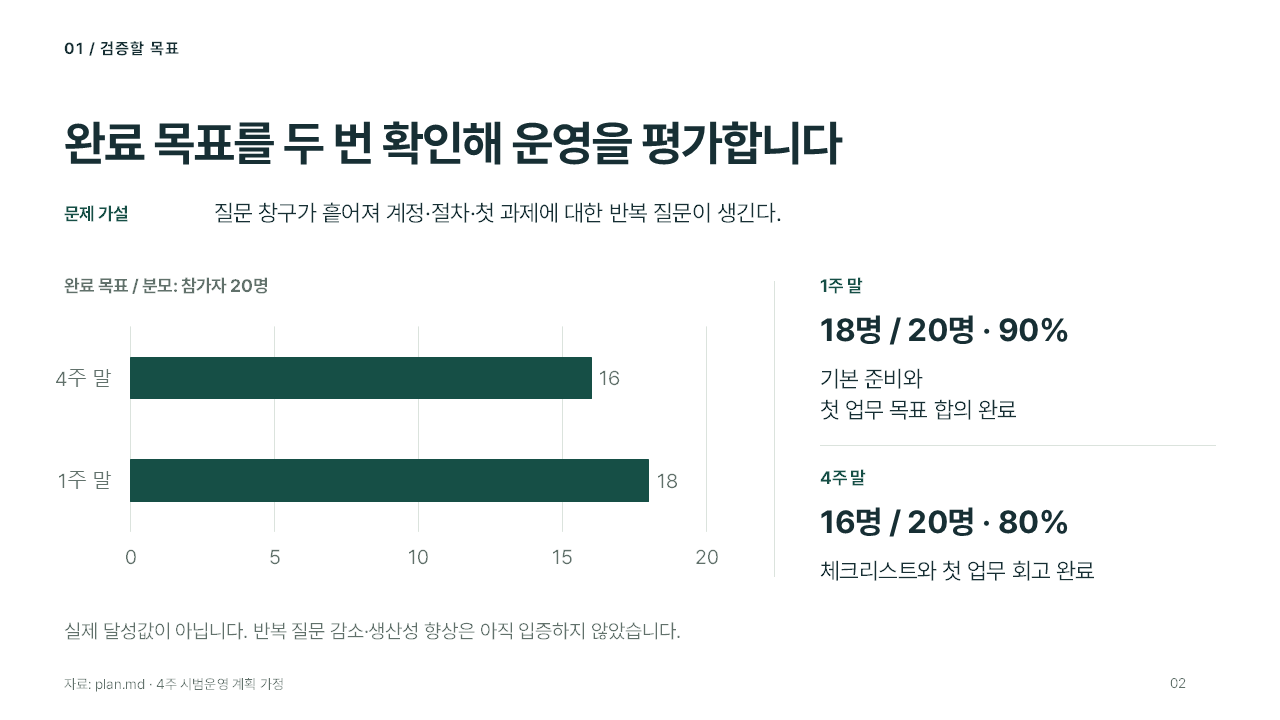 01 / 검증할 목표
완료 목표를 두 번 확인해 운영을 평가합니다
문제 가설
질문 창구가 흩어져 계정·절차·첫 과제에 대한 반복 질문이 생긴다.
완료 목표 / 분모: 참가자 20명
4주 말
16
1주 말
18
0 5 10 15 20
1주 말
18명 / 20명 · 90%
기본 준비와
첫 업무 목표 합의 완료
4주 말
16명 / 20명 · 80%
체크리스트와 첫 업무 회고 완료
실제 달성값이 아닙니다. 반복 질문 감소·생산성 향상은 아직 입증하지 않았습니다.
자료: plan.md · 4주 시범운영 계획 가정
02